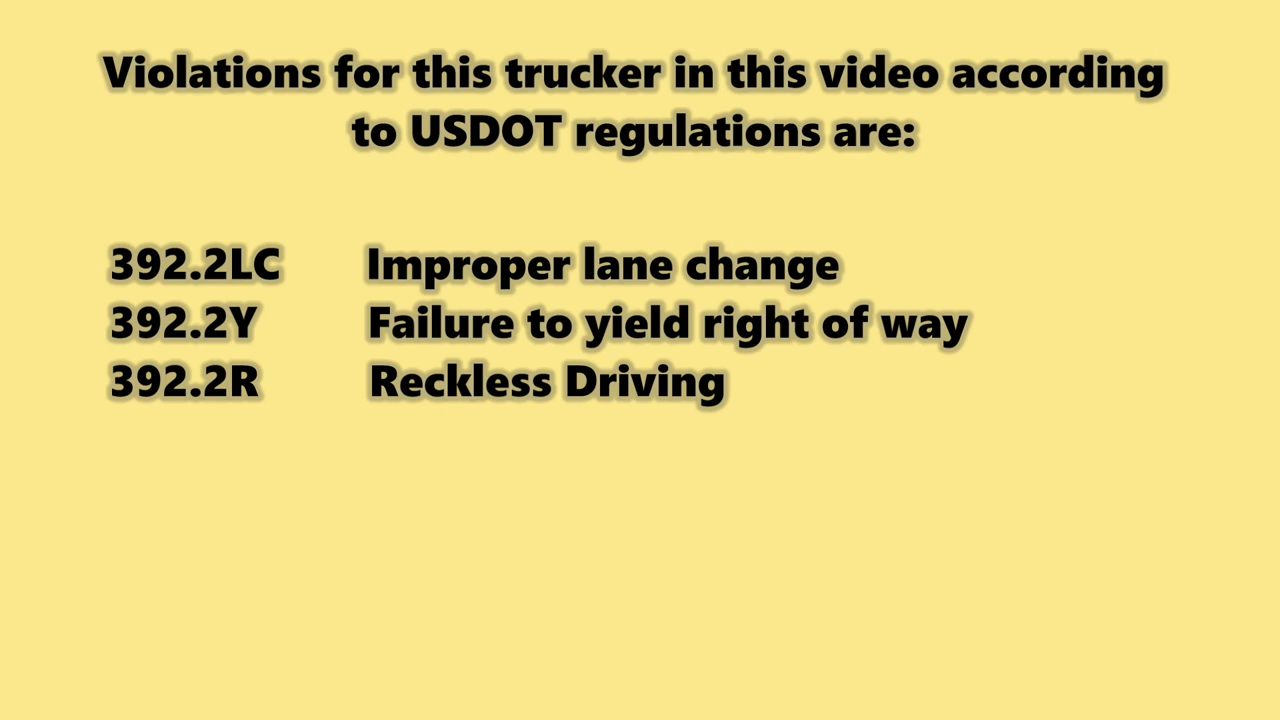 Violations for this trucker in this video according
to USDOT regulations are:
392.2LC Improper lane change
392.2Y Failure to yield right of way
392.2R Reckless Driving